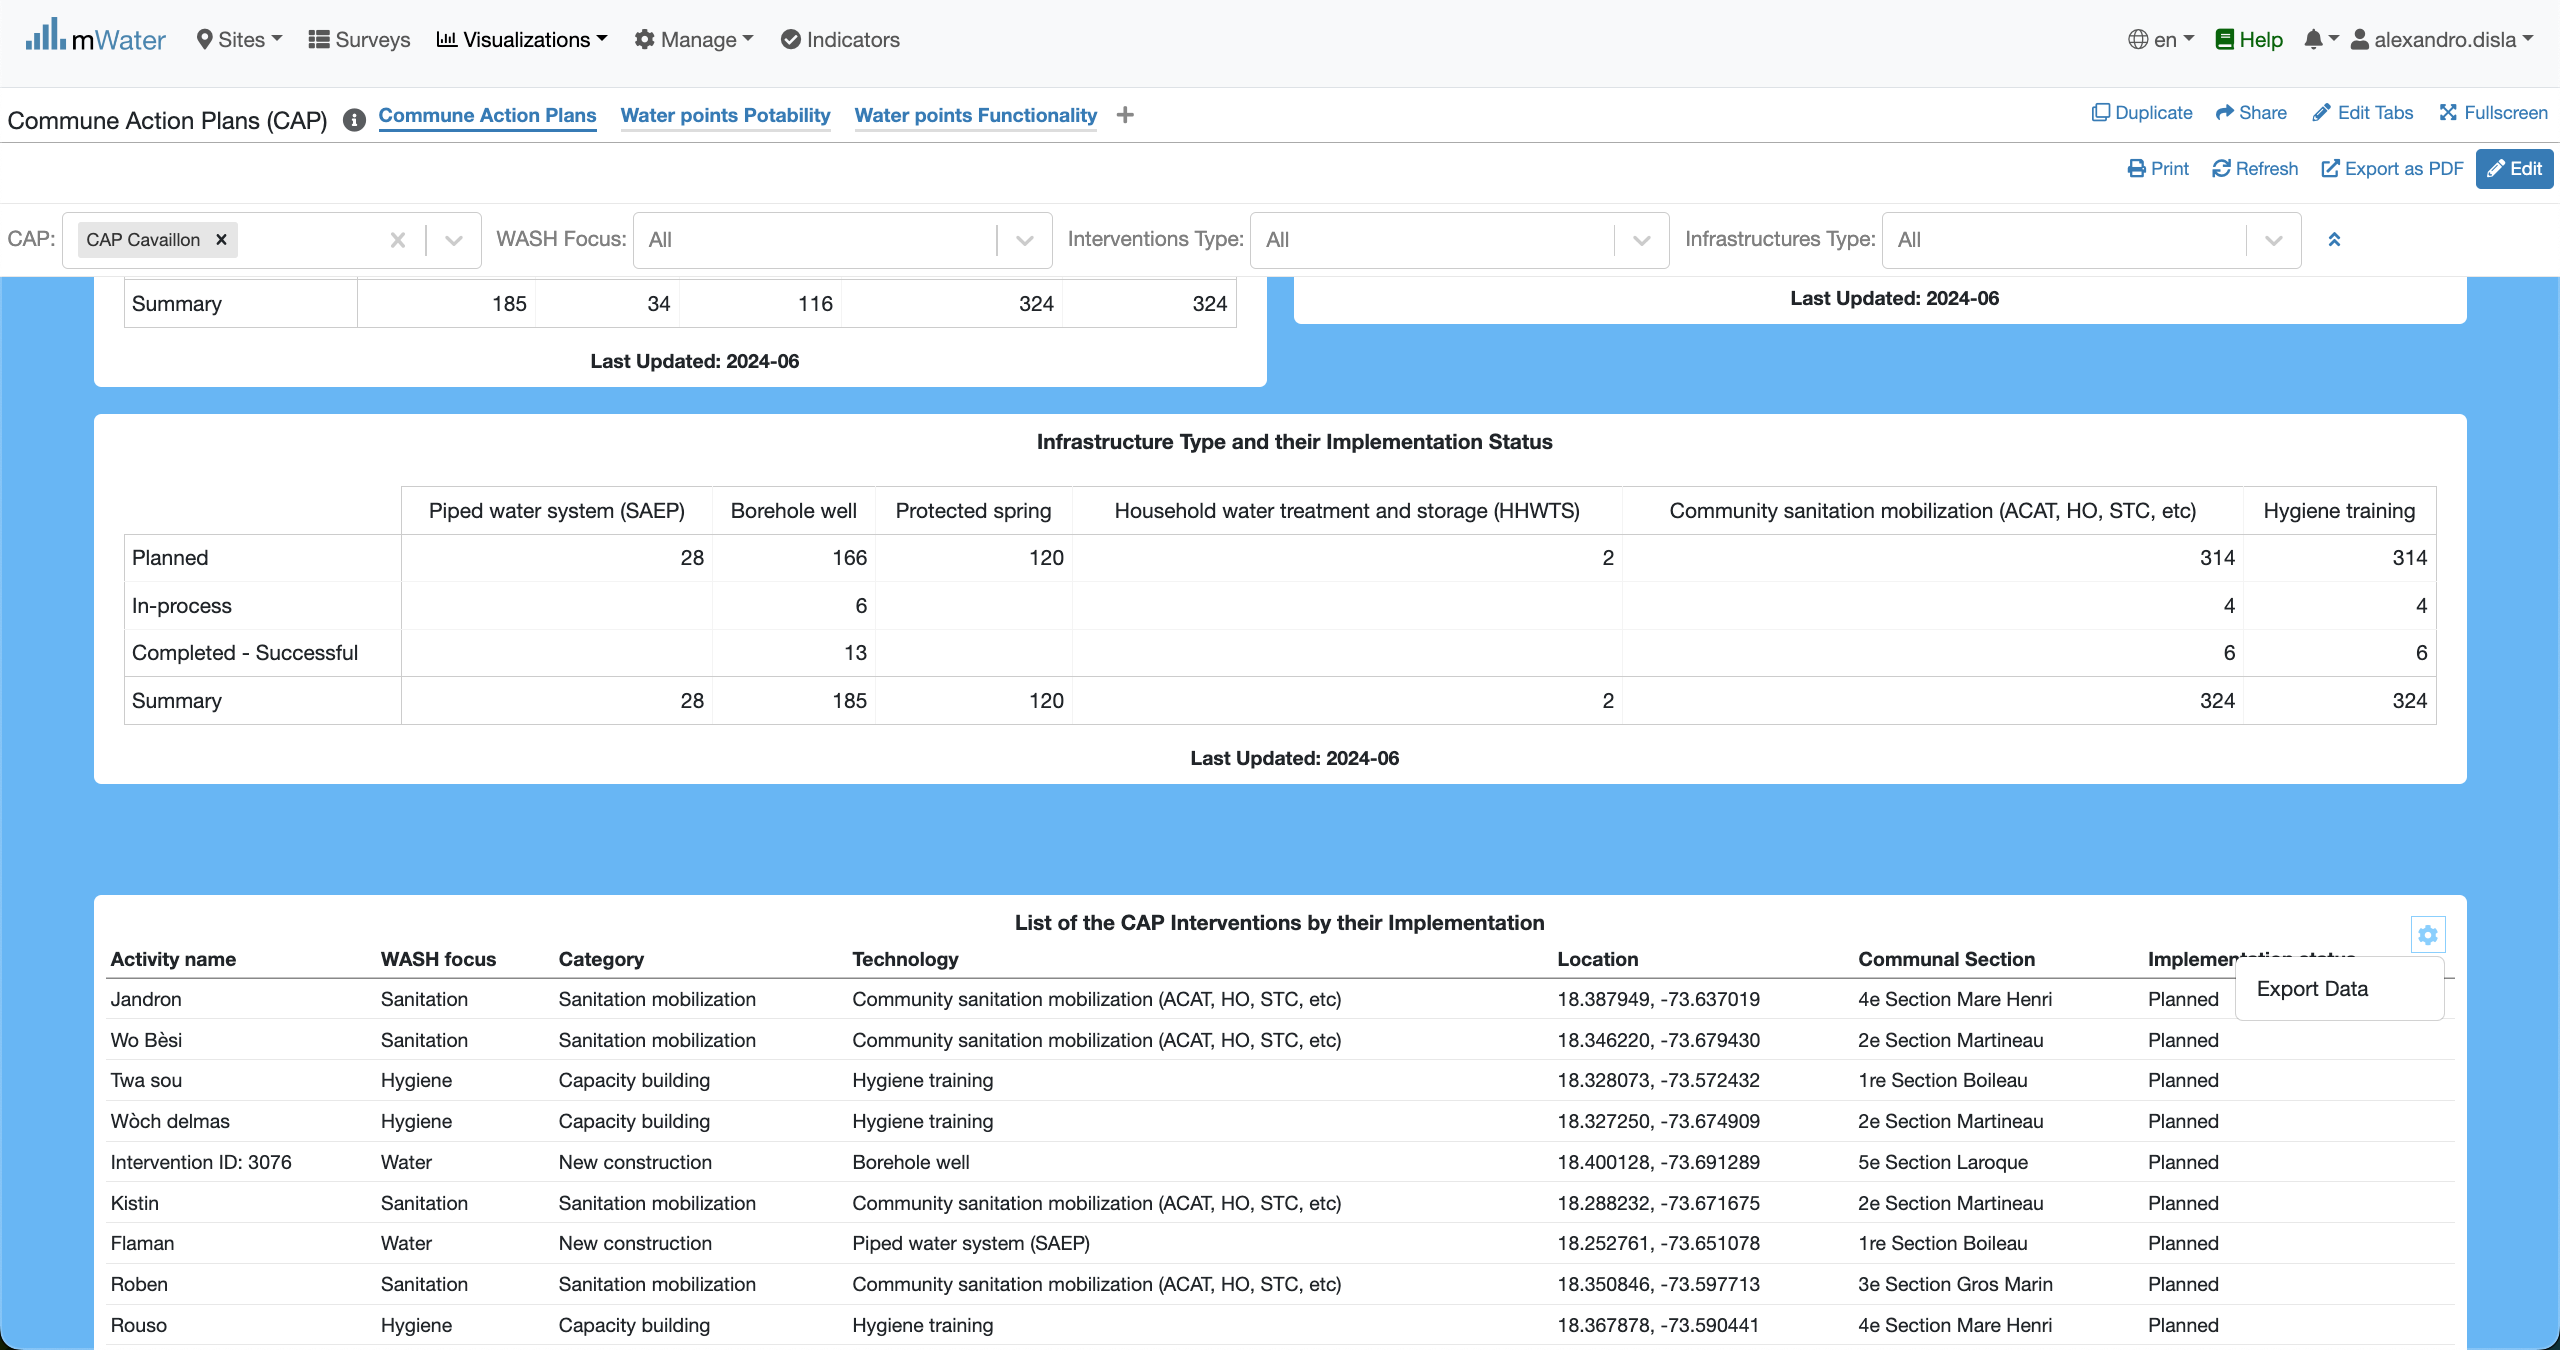 mWater Sites Surveys Visualizations Manage Indicators en Help alexandro.disla
Commune Action Plans (CAP) Commune Action Plans Water points Potability Water points Functionality + Duplicate Share Edit Tabs Fullscreen
Print Refresh Export as PDF Edit
CAP: CAP Cavaillon WASH Focus: All Interventions Type: All Infrastructures Type: All
Summary 185 34 116 324 324
Last Updated: 2024-06
Last Updated: 2024-06
Infrastructure Type and their Implementation Status
Piped water system (SAEP) Borehole well Protected spring Household water treatment and storage (HHWTS) Community sanitation mobilization (ACAT, HO, STC, etc) Hygiene training
Planned 28 166 120 2 314 314
In-process 6 4 4
Completed - Successful 13 6 6
Summary 28 185 120 2 324 324
Last Updated: 2024-06
List of the CAP Interventions by their Implementation
Activity name WASH focus Category Technology Location Communal Section Implementation status
Export Data
Jandron Sanitation Sanitation mobilization Community sanitation mobilization (ACAT, HO, STC, etc) 18.387949, -73.637019 4e Section Mare Henri Planned
Wo Bèsi Sanitation Sanitation mobilization Community sanitation mobilization (ACAT, HO, STC, etc) 18.346220, -73.679430 2e Section Martineau Planned
Twa sou Hygiene Capacity building Hygiene training 18.328073, -73.572432 1re Section Boileau Planned
Wòch delmas Hygiene Capacity building Hygiene training 18.327250, -73.674909 2e Section Martineau Planned
Intervention ID: 3076 Water New construction Borehole well 18.400128, -73.691289 5e Section Laroque Planned
Kistin Sanitation Sanitation mobilization Community sanitation mobilization (ACAT, HO, STC, etc) 18.288232, -73.671675 2e Section Martineau Planned
Flaman Water New construction Piped water system (SAEP) 18.252761, -73.651078 1re Section Boileau Planned
Roben Sanitation Sanitation mobilization Community sanitation mobilization (ACAT, HO, STC, etc) 18.350846, -73.597713 3e Section Gros Marin Planned
Rouso Hygiene Capacity building Hygiene training 18.367878, -73.590441 4e Section Mare Henri Planned